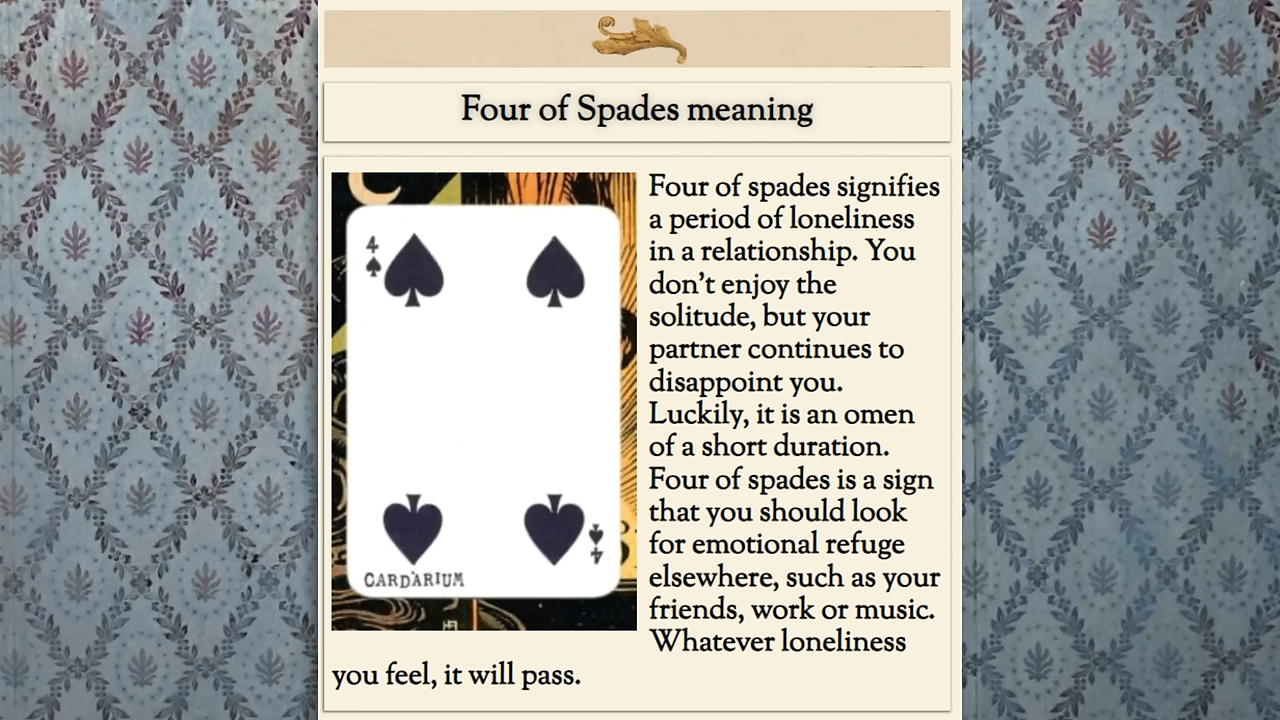 Four of Spades meaning
4
4
CARDARIUM
Four of spades signifies
a period of loneliness
in a relationship. You
don't enjoy the
solitude, but your
partner continues to
disappoint you.
Luckily, it is an omen
of a short duration.
Four of spades is a sign
that you should look
for emotional refuge
elsewhere, such as your
friends, work or music.
Whatever loneliness
you feel, it will pass.